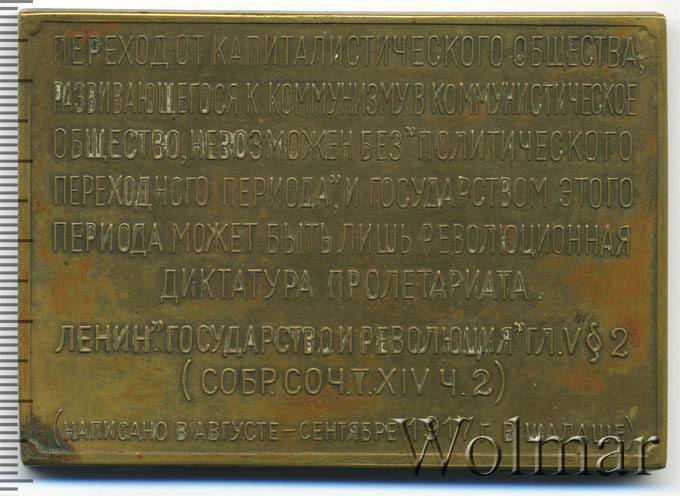 ПЕРЕХОД ОТ КАПИТАЛИСТИЧЕСКОГО ОБЩЕСТВА,
РАЗВИВАЮЩЕГОСЯ К КОММУНИЗМУ В КОММУНИСТИЧЕСКОЕ
ОБЩЕСТВО, НЕВОЗМОЖЕН БЕЗ "ПОЛИТИЧЕСКОГО
ПЕРЕХОДНОГО ПЕРИОДА", И ГОСУДАРСТВОМ ЭТОГО
ПЕРИОДА МОЖЕТ БЫТЬ ЛИШЬ РЕВОЛЮЦИОННАЯ
ДИКТАТУРА ПРОЛЕТАРИАТА.
ЛЕНИН."ГОСУДАРСТВО И РЕВОЛЮЦИЯ" ГЛ. V § 2
(СОБР. СОЧ. Т. XIV Ч. 2)
(НАПИСАНО В АВГУСТЕ – СЕНТЯБРЕ 1917 Г. В ШАЛАШЕ)
Wolmar